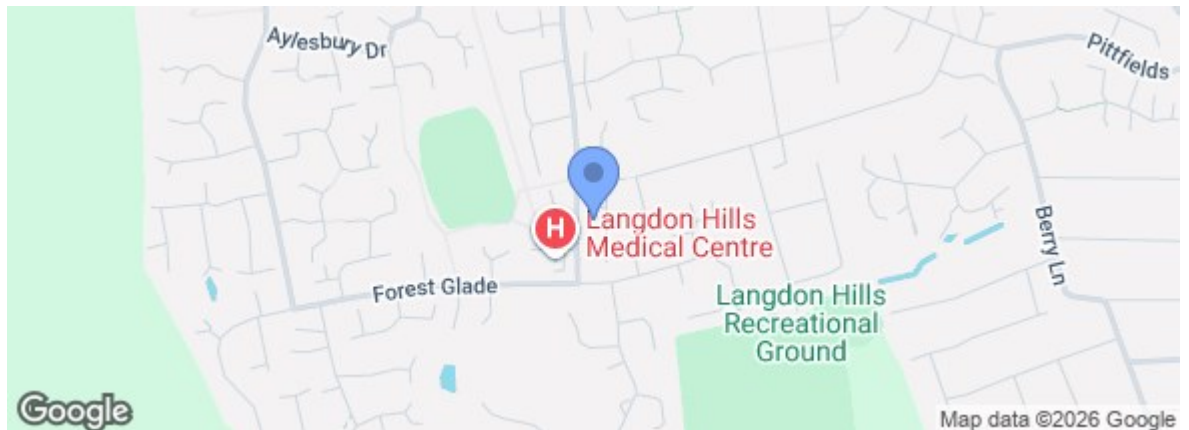 Aylesbury Dr
Pittfields
H
Langdon Hills
Medical Centre
Berry Ln
Forest Glade
Langdon Hills
Recreational
Ground
Google
Map data ©2026 Google